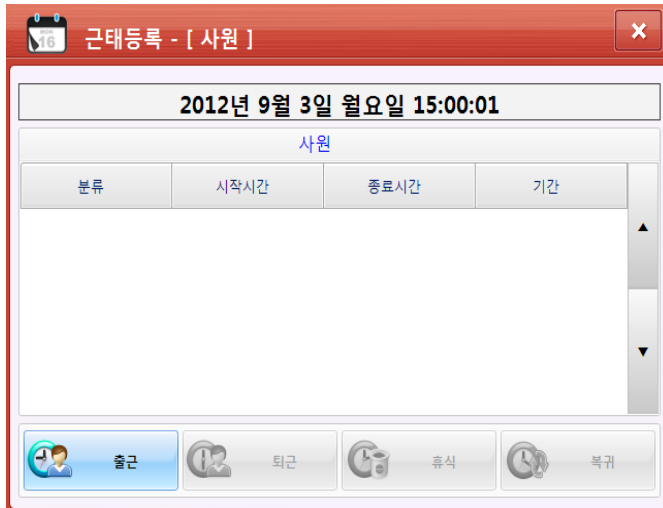 MON
16
근태등록 - [ 사원 ]
2012년 9월 3일 월요일 15:00:01
사원
분류 시작시간 종료시간 기간
출근 퇴근 휴식 복귀